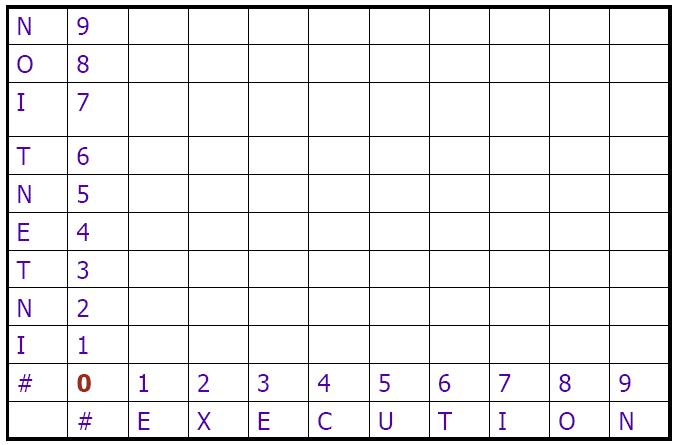 N 9
O 8
I 7
T 6
N 5
E 4
T 3
N 2
I 1
# 0 1 2 3 4 5 6 7 8 9
# E X E C U T I O N